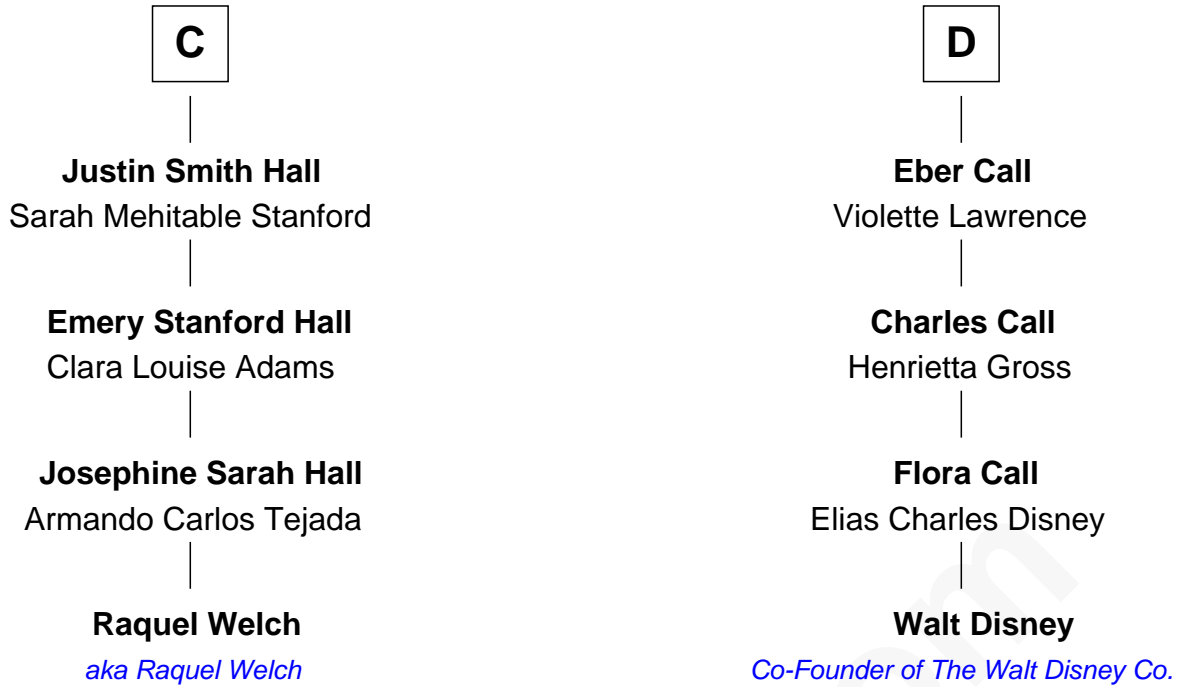 C
Justin Smith Hall
Sarah Mehitable Stanford
Emery Stanford Hall
Clara Louise Adams
Josephine Sarah Hall
Armando Carlos Tejada
Raquel Welch
aka Raquel Welch
D
Eber Call
Violette Lawrence
Charles Call
Henrietta Gross
Flora Call
Elias Charles Disney
Walt Disney
Co-Founder of The Walt Disney Co.